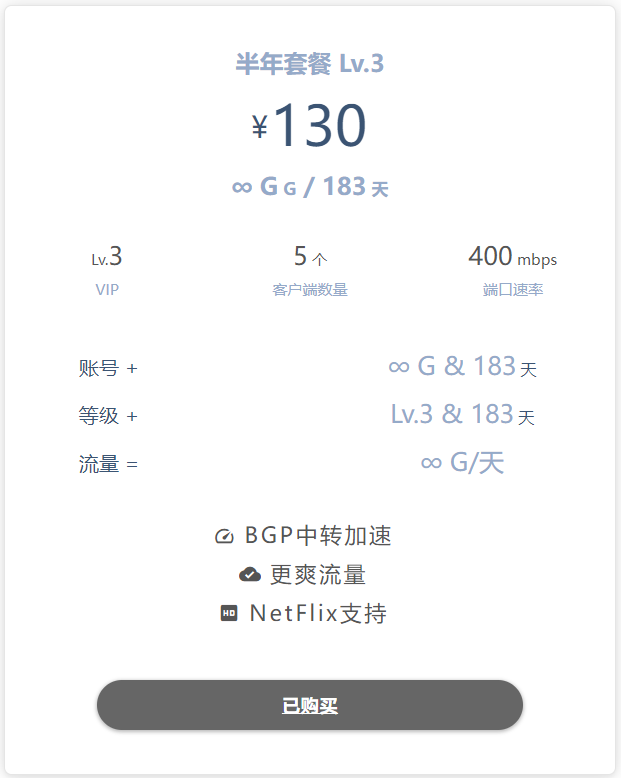 半年套餐 Lv.3
¥130
∞ G G / 183 天
Lv.3 5 个 400 mbps
VIP 客户端数量 端口速率
账号 + ∞ G & 183 天
等级 + Lv.3 & 183 天
流量 = ∞ G/天
BGP中转加速
更爽流量
HD NetFlix支持
已购买